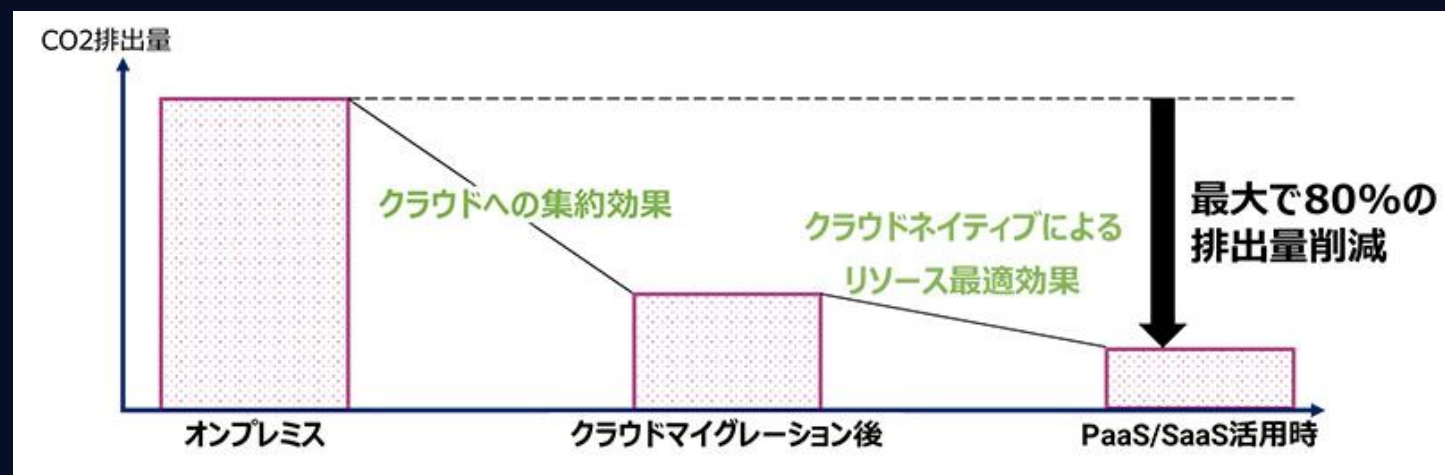 CO2排出量
クラウドへの集約効果
クラウドネイティブによる
リソース最適効果
最大で80%の
排出量削減
オンプレミス
クラウドマイグレーション後
PaaS/SaaS活用時